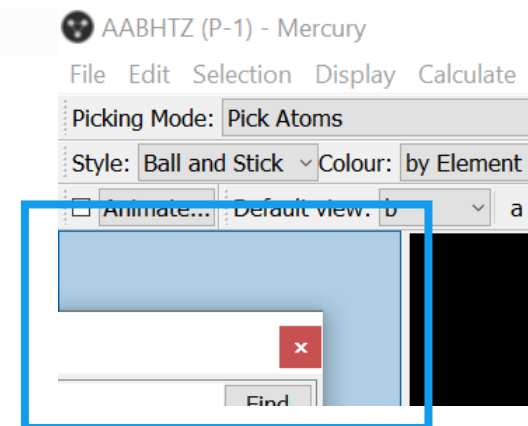 AABHTZ (P-1) - Mercury
File Edit Selection Display Calculate
Picking Mode: Pick Atoms
Style: Ball and Stick Colour: by Element
Animate... Default view: b a
x
Find